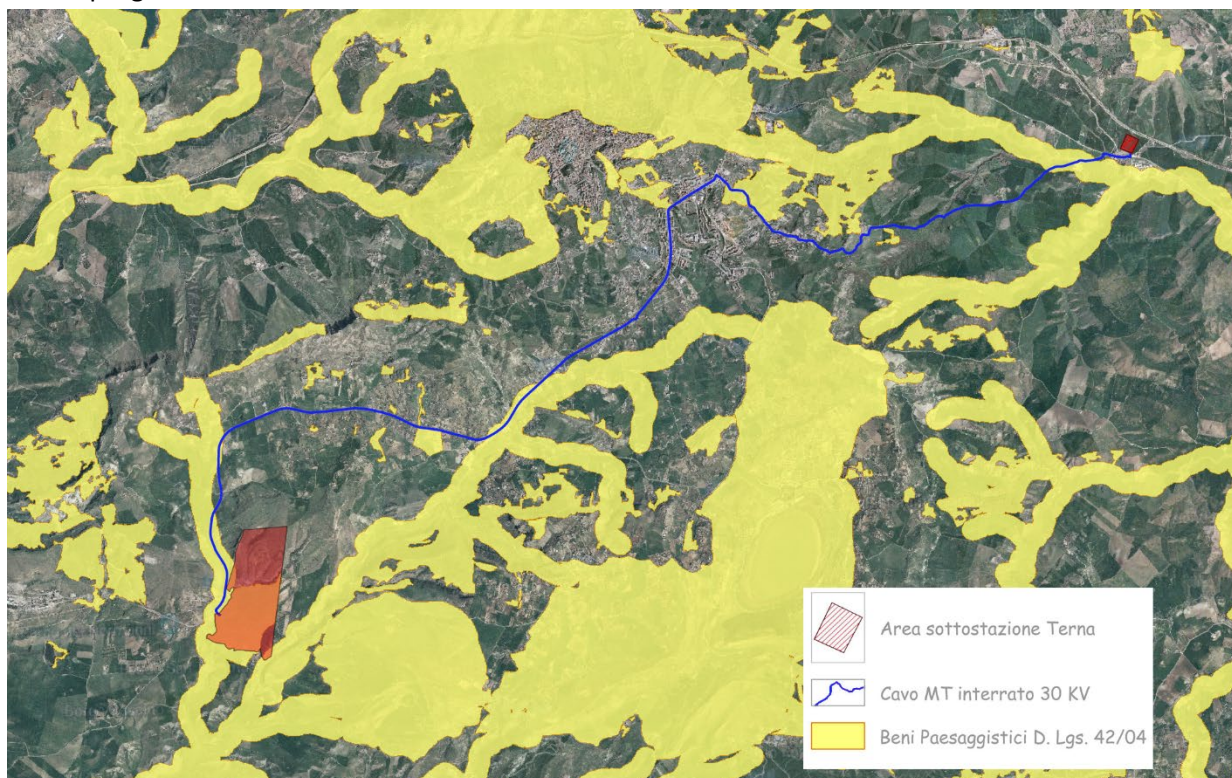 Area sottostazione Terna
Cavo MT interrato 30 KV
Beni Paesaggistici D. Lgs. 42/04